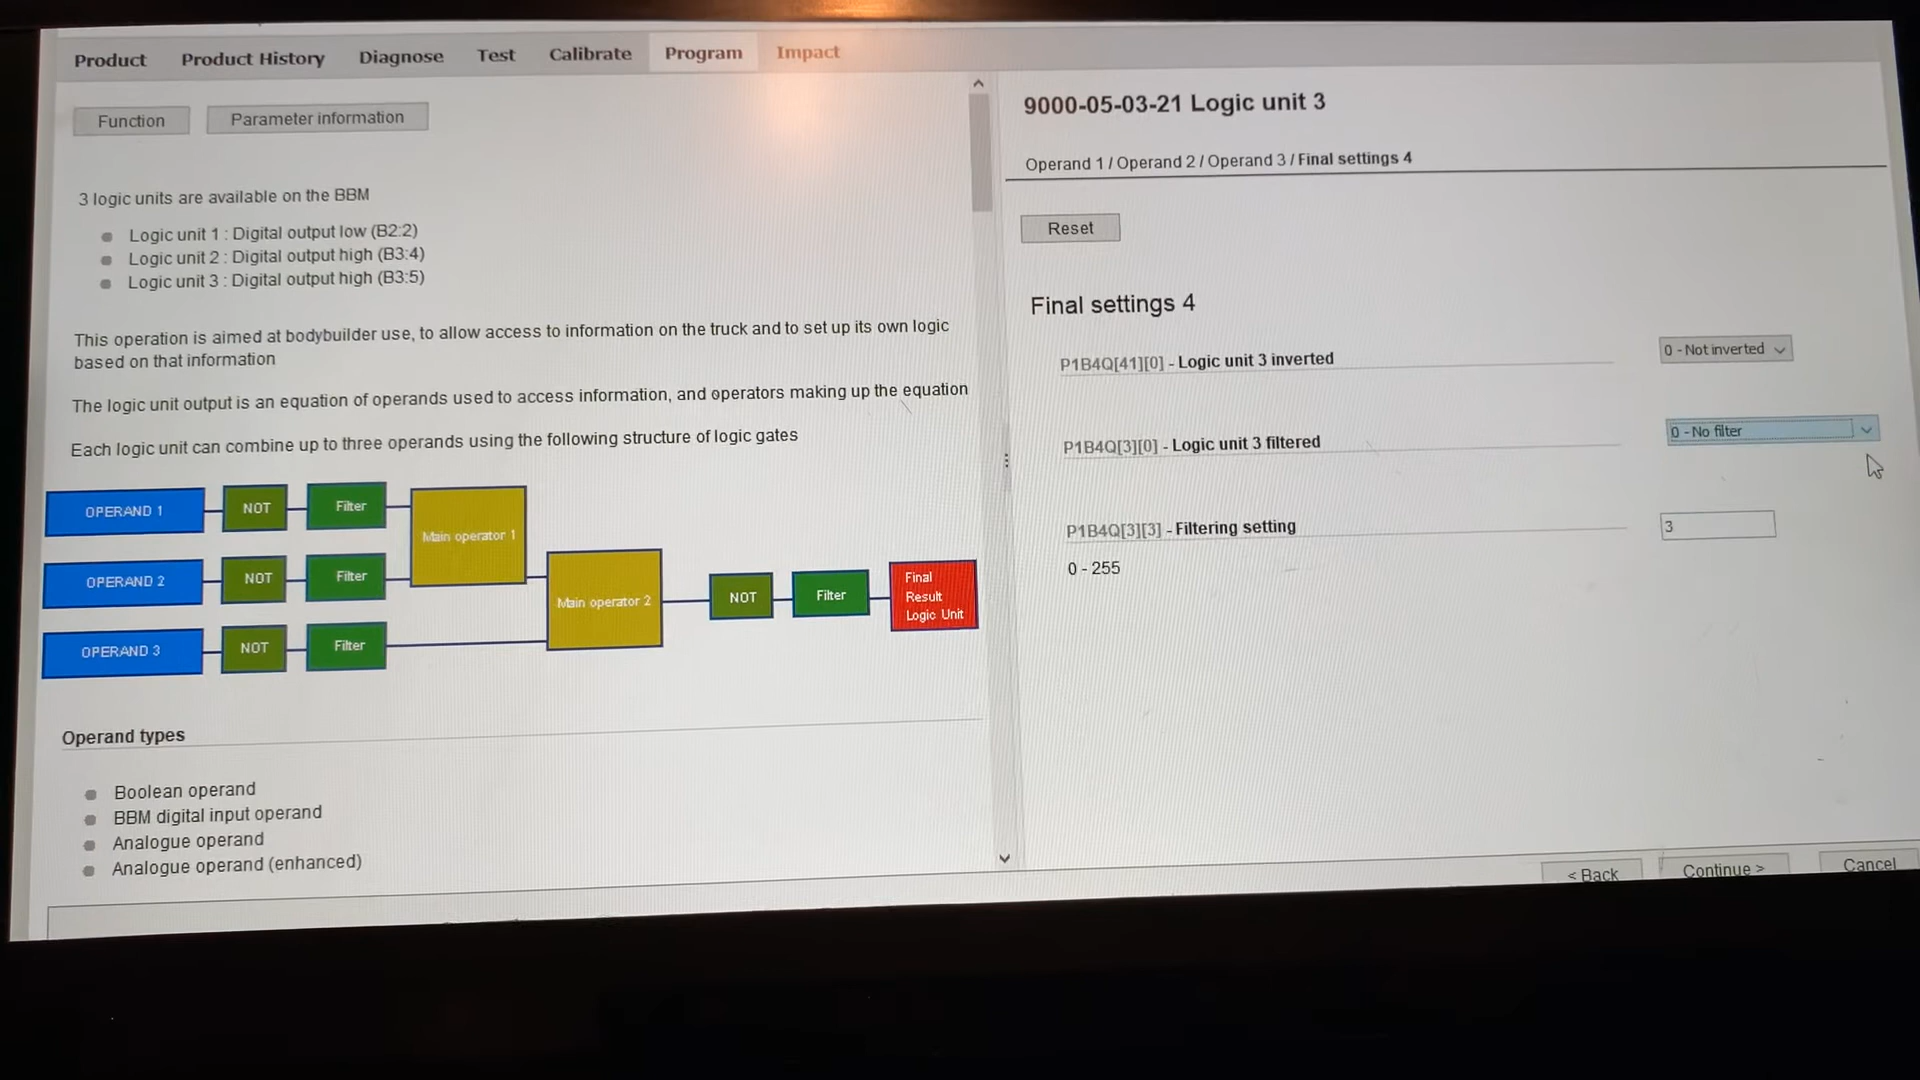 Product Product History Diagnose Test Calibrate Program Impact
Function Parameter information
3 logic units are available on the BBM
Logic unit 1 : Digital output low (B2:2)
Logic unit 2 : Digital output high (B3:4)
Logic unit 3 : Digital output high (B3:5)
This operation is aimed at bodybuilder use, to allow access to information on the truck and to set up its own logic
based on that information
The logic unit output is an equation of operands used to access information, and operators making up the equation
Each logic unit can combine up to three operands using the following structure of logic gates
OPERAND 1 NOT Filter
Main operator 1
OPERAND 2 NOT Filter
Main operator 2
NOT Filter
Final
Result
Logic Unit
OPERAND 3 NOT Filter
Operand types
Boolean operand
BBM digital input operand
Analogue operand
Analogue operand (enhanced)
9000-05-03-21 Logic unit 3
Operand 1 / Operand 2 / Operand 3 / Final settings 4
Reset
Final settings 4
P1B4Q[41][0] - Logic unit 3 inverted 0 - Not inverted
P1B4Q[3][0] - Logic unit 3 filtered 0 - No filter
P1B4Q[3][3] - Filtering setting 3
0 - 255
< Back Continue > Cancel